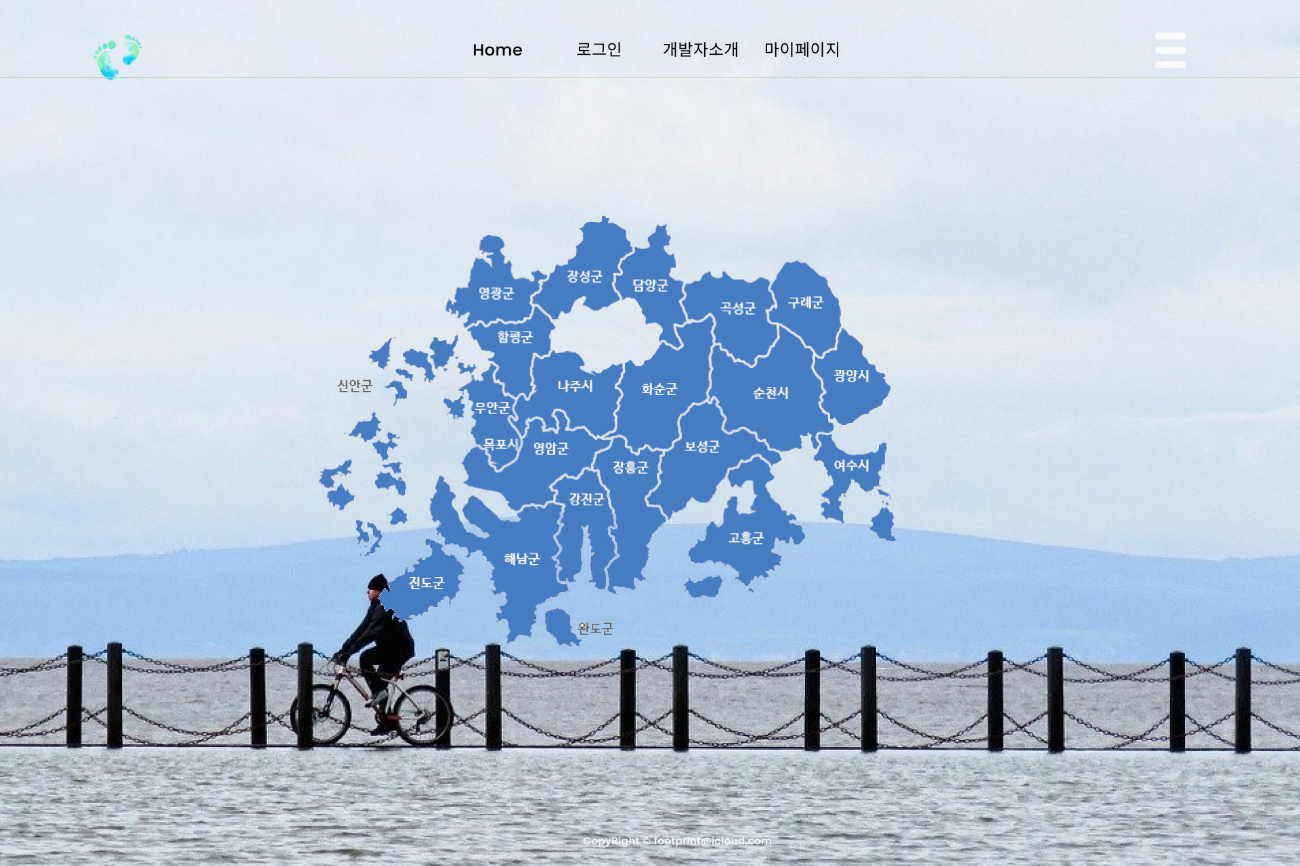 Home 로그인 개발자소개 마이페이지
장성군
담양군
영광군
구례군
곡성군
함평군
광양시
신안군
나주시
화순군
순천시
무안군
목포시
영암군
보성군
장흥군
여수시
강진군
고흥군
해남군
진도군
완도군
CopyRight © footprint@icloud.com